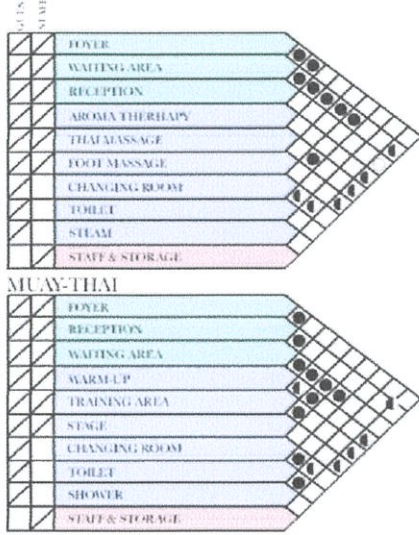 STAFF
FOYER
WAITING AREA
RECEPTION
AROMA THERHAPY
THAI MASSAGE
FOOT MASSAGE
CHANGING ROOM
TOILET
STEAM
STAFF & STORAGE
MUAY-THAI
FOYER
RECEPTION
WAITING AREA
WARM-UP
TRAINING AREA
STAGE
CHANGING ROOM
TOILET
SHOWER
STAFF & STORAGE